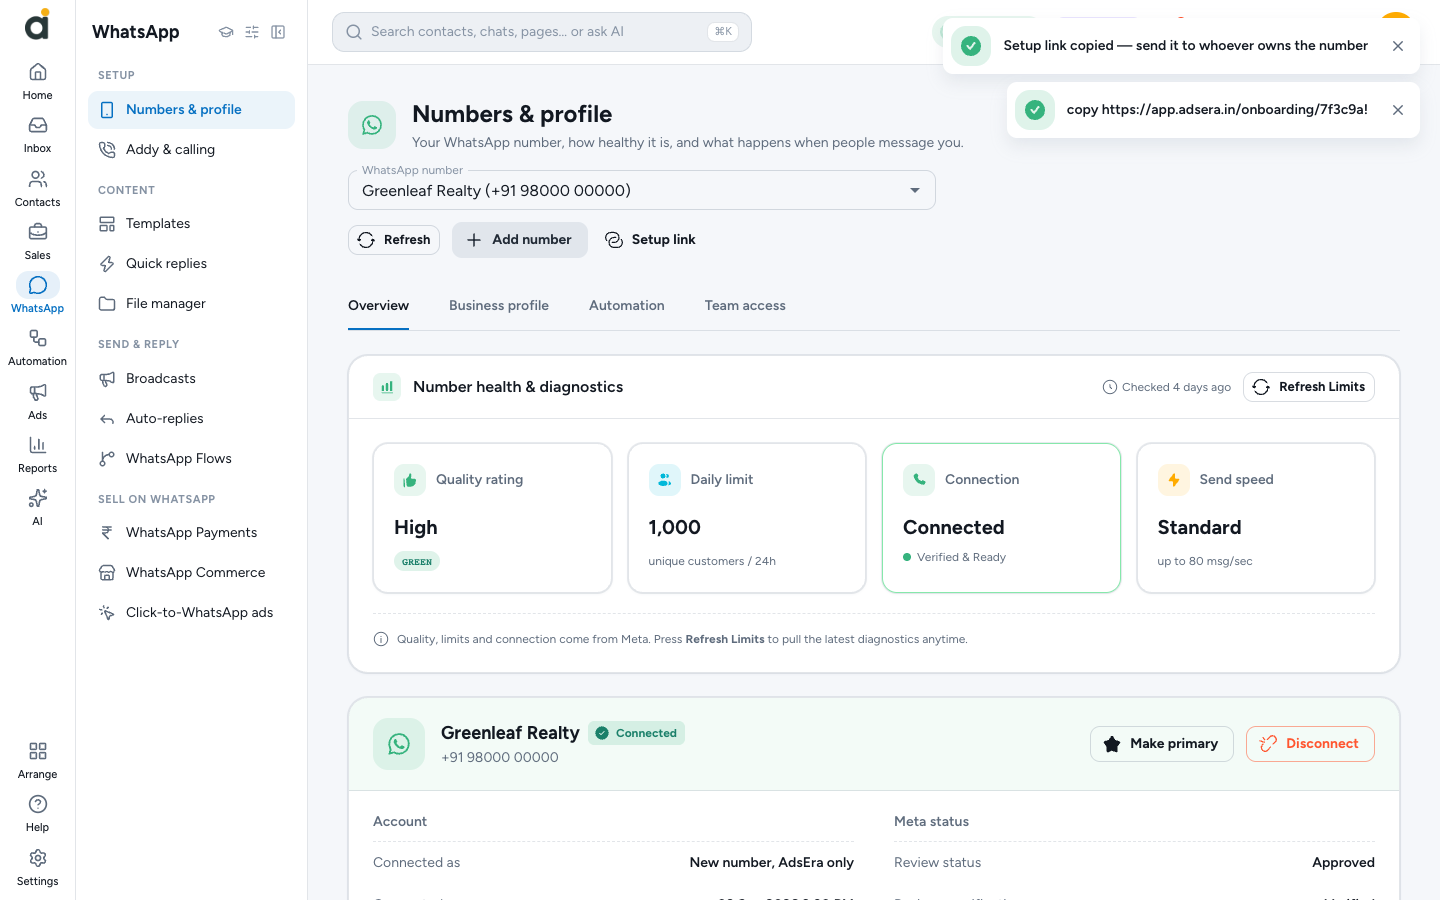 WhatsApp
Search contacts, chats, pages... or ask AI
⌘K
Setup link copied — send it to whoever owns the number
copy https://app.adsera.in/onboarding/7f3c9a!
Home
Inbox
Contacts
Sales
WhatsApp
Automation
Ads
Reports
AI
Arrange
Help
Settings
SETUP
Numbers & profile
Addy & calling
CONTENT
Templates
Quick replies
File manager
SEND & REPLY
Broadcasts
Auto-replies
WhatsApp Flows
SELL ON WHATSAPP
WhatsApp Payments
WhatsApp Commerce
Click-to-WhatsApp ads
Numbers & profile
Your WhatsApp number, how healthy it is, and what happens when people message you.
WhatsApp number
Greenleaf Realty (+91 98000 00000)
Refresh
Add number
Setup link
Overview
Business profile
Automation
Team access
Number health & diagnostics
Checked 4 days ago
Refresh Limits
Quality rating
High
GREEN
Daily limit
1,000
unique customers / 24h
Connection
Connected
Verified & Ready
Send speed
Standard
up to 80 msg/sec
Quality, limits and connection come from Meta. Press Refresh Limits to pull the latest diagnostics anytime.
Greenleaf Realty
Connected
+91 98000 00000
Make primary
Disconnect
Account
Connected as
New number, AdsEra only
Meta status
Review status
Approved